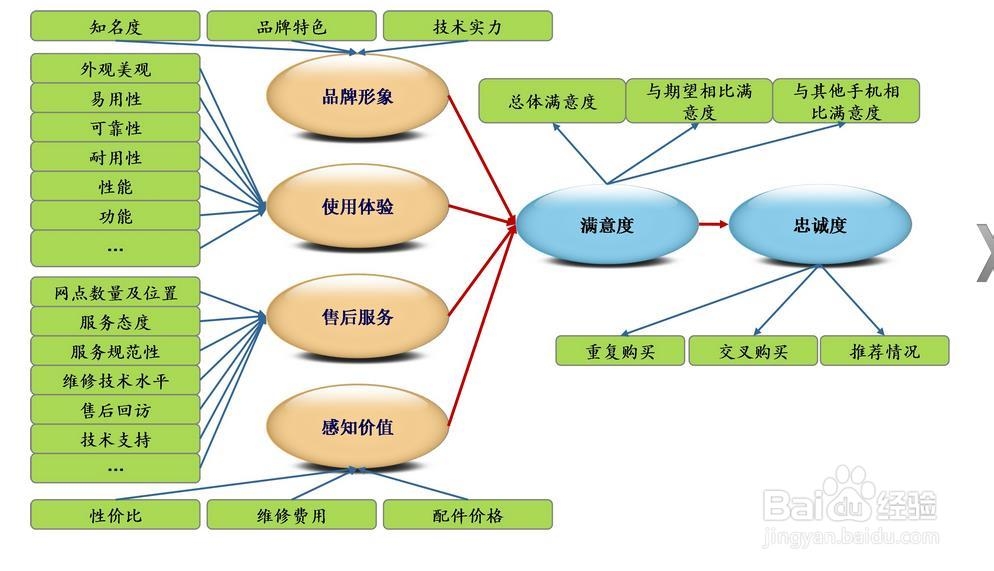 知名度
品牌特色
技术实力
外观美观
易用性
可靠性
耐用性
性能
功能
...
品牌形象
使用体验
总体满意度
与期望相比满
意度
与其他手机相
比满意度
满意度
忠诚度
网点数量及位置
服务态度
服务规范性
维修技术水平
售后回访
技术支持
...
售后服务
感知价值
重复购买
交叉购买
推荐情况
性价比
维修费用
配件价格
Baidu经验
jingyan.baidu.com